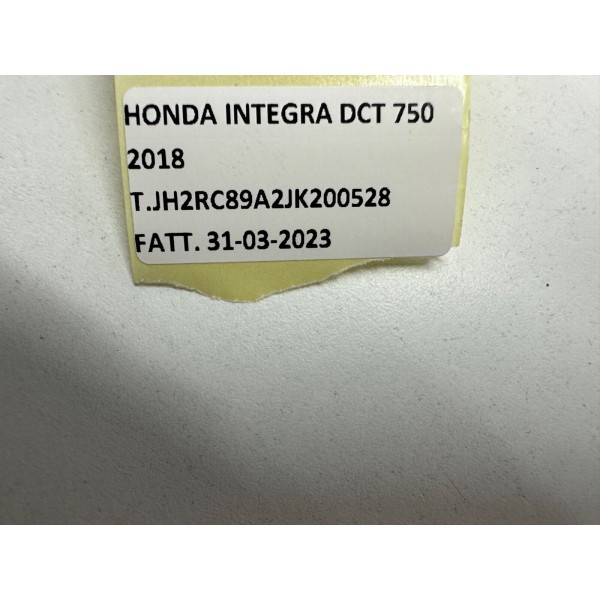 HONDA INTEGRA DCT 750
2018
T.JH2RC89A2JK200528
FATT. 31-03-2023